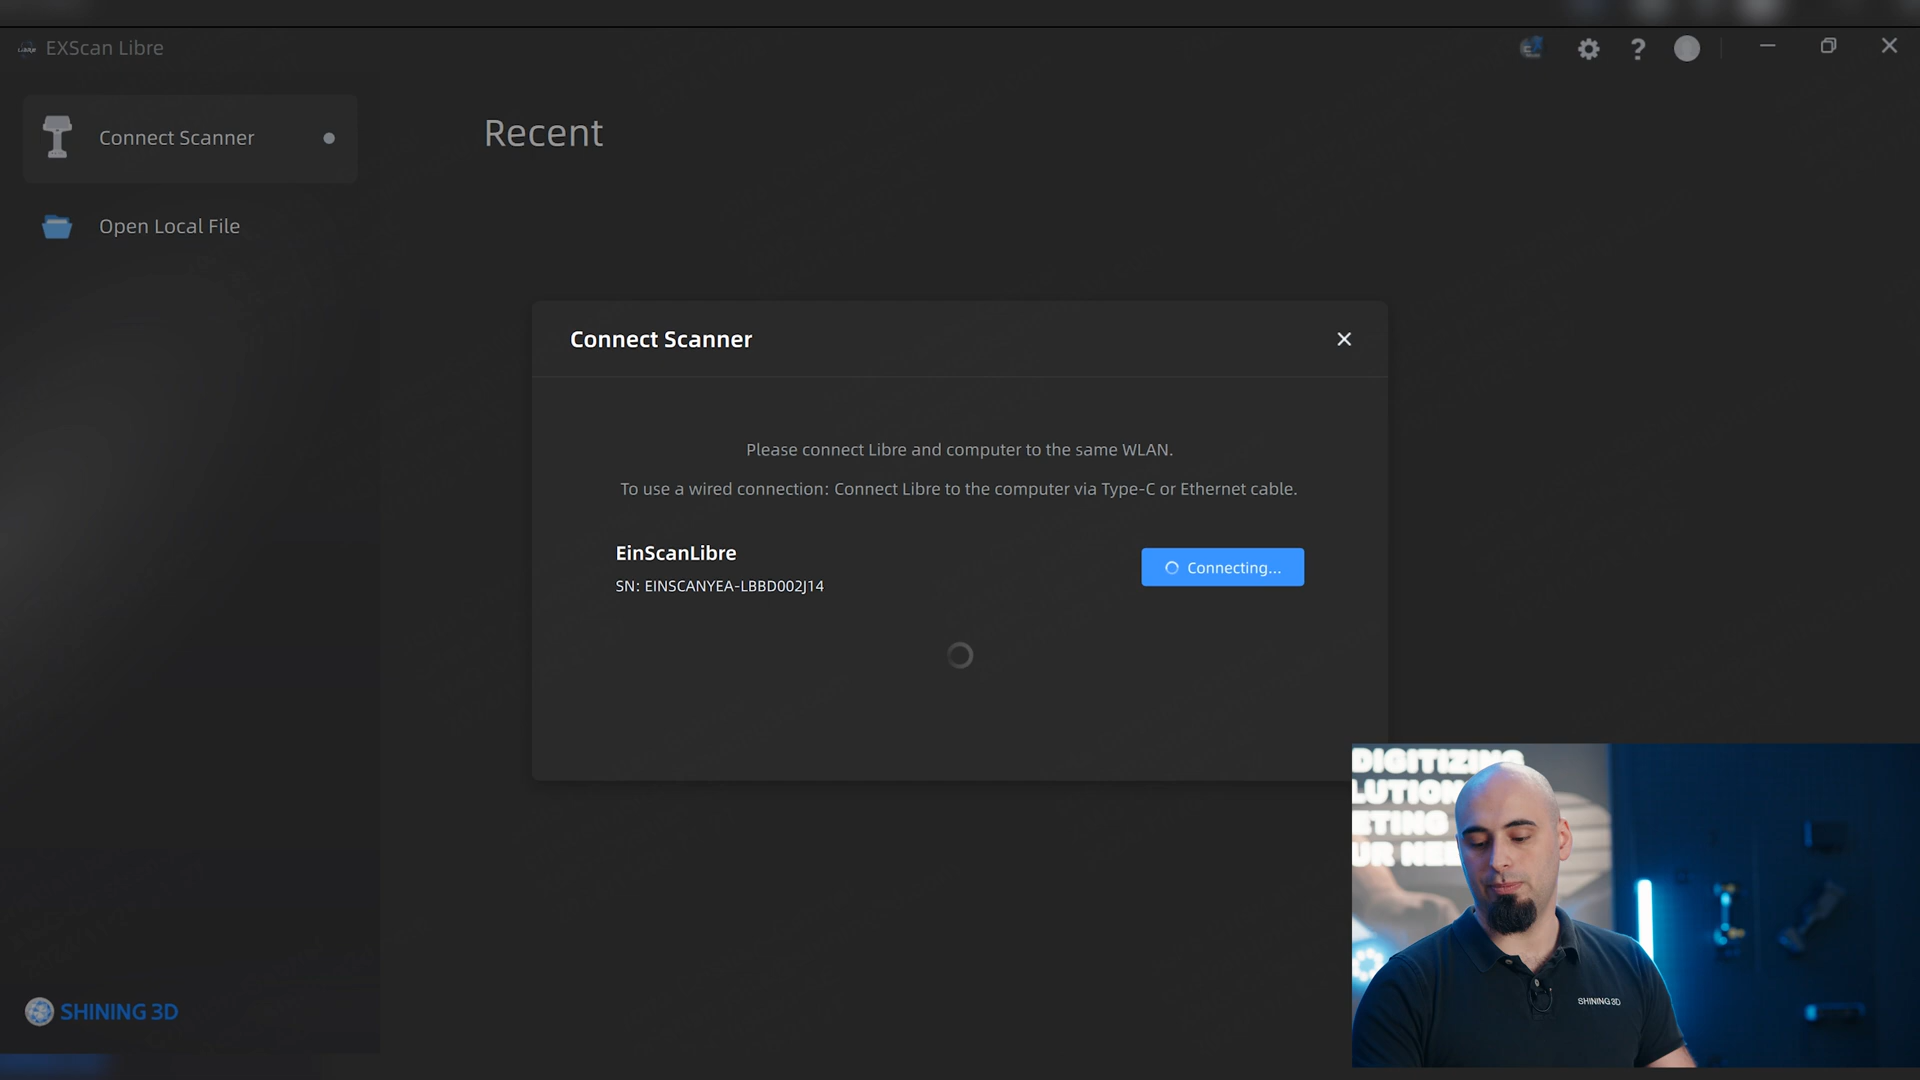 EXScan Libre
Connect Scanner
Open Local File
Recent
Connect Scanner
Please connect Libre and computer to the same WLAN.
To use a wired connection: Connect Libre to the computer via Type-C or Ethernet cable.
EinScanLibre
SN: EINSCANYEA-LBBD002J14
Connecting...
DIGITIZING
SHINING 3D
SHINING 3D